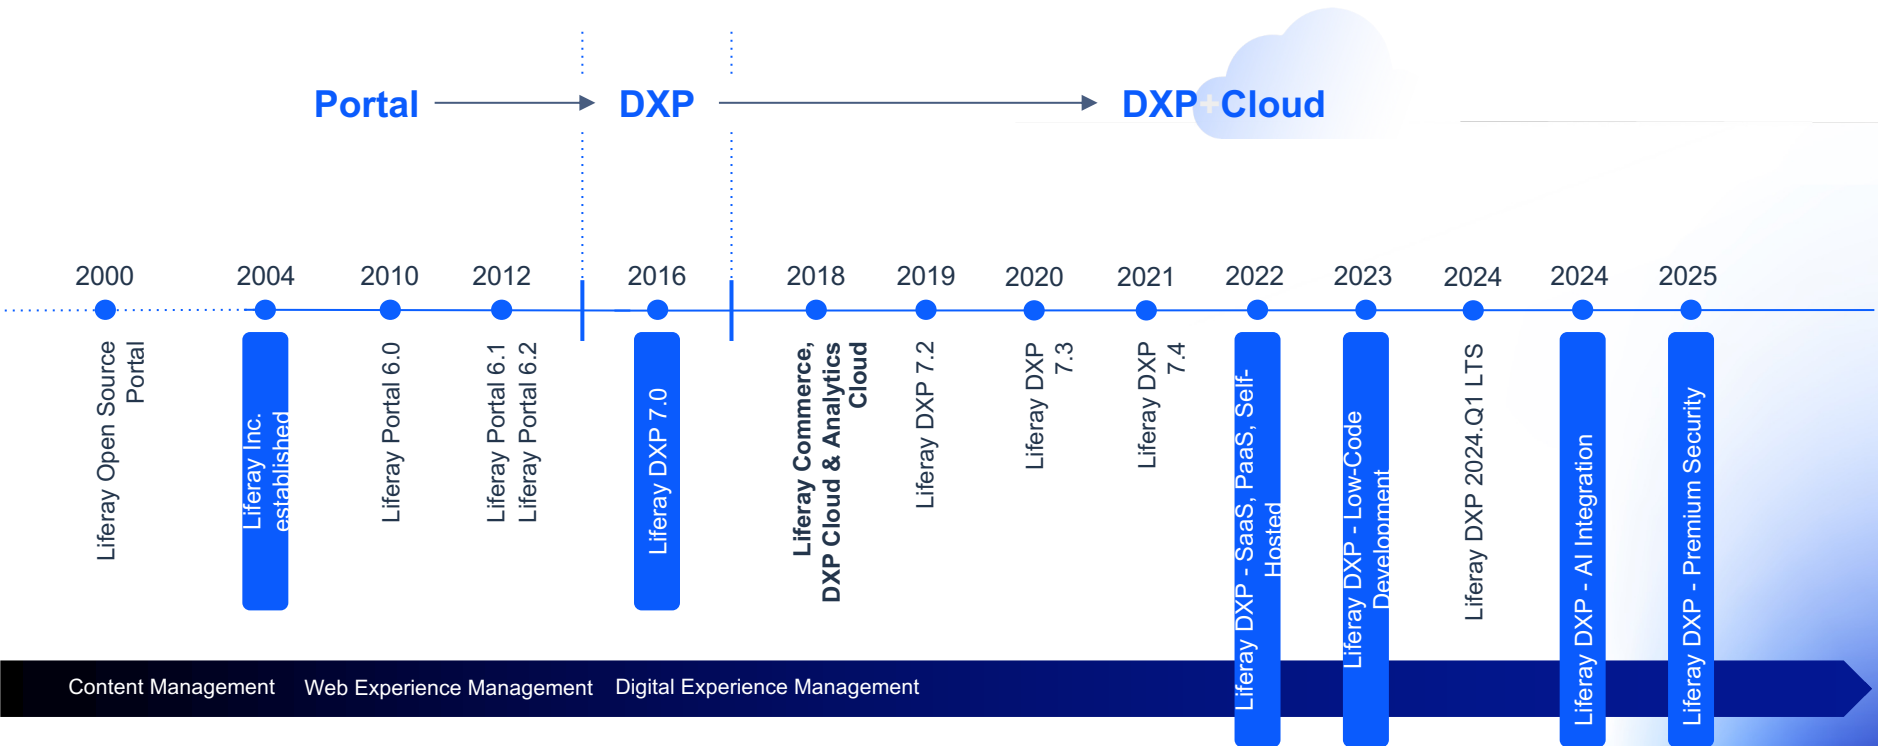 Portal
DXP
DXP+Cloud
2000
2004
2010
2012
2016
2018
2019
2020
2021
2022
2023
2024
2024
2025
Liferay Open Source
Portal
Liferay Inc.
established
Liferay Portal 6.0
Liferay Portal 6.1
Liferay Portal 6.2
Liferay DXP 7.0
Liferay Commerce,
DXP Cloud & Analytics
Cloud
Liferay DXP 7.2
Liferay DXP
7.3
Liferay DXP
7.4
Liferay DXP - SaaS, PaaS, Self-
Hosted
Liferay DXP - Low-Code
Development
Liferay DXP 2024.Q1 LTS
Liferay DXP - AI Integration
Liferay DXP - Premium Security
Content Management
Web Experience Management
Digital Experience Management